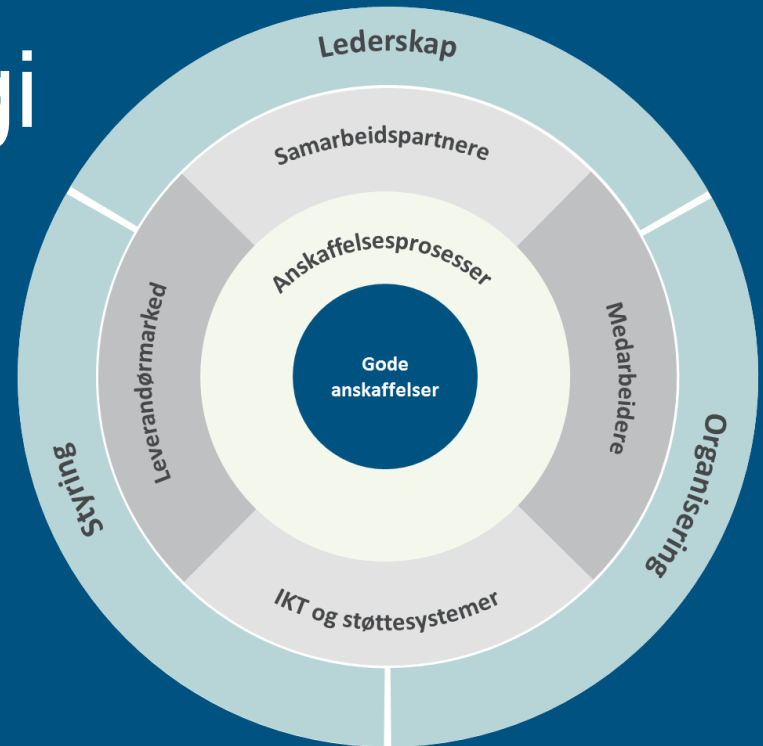 gi
Lederskap
Samarbeidspartnere
Anskaffelsesprosesser
Leverandørmarked
Gode
anskaffelser
Medarbeidere
Styring
Organisering
IKT og støttesystemer